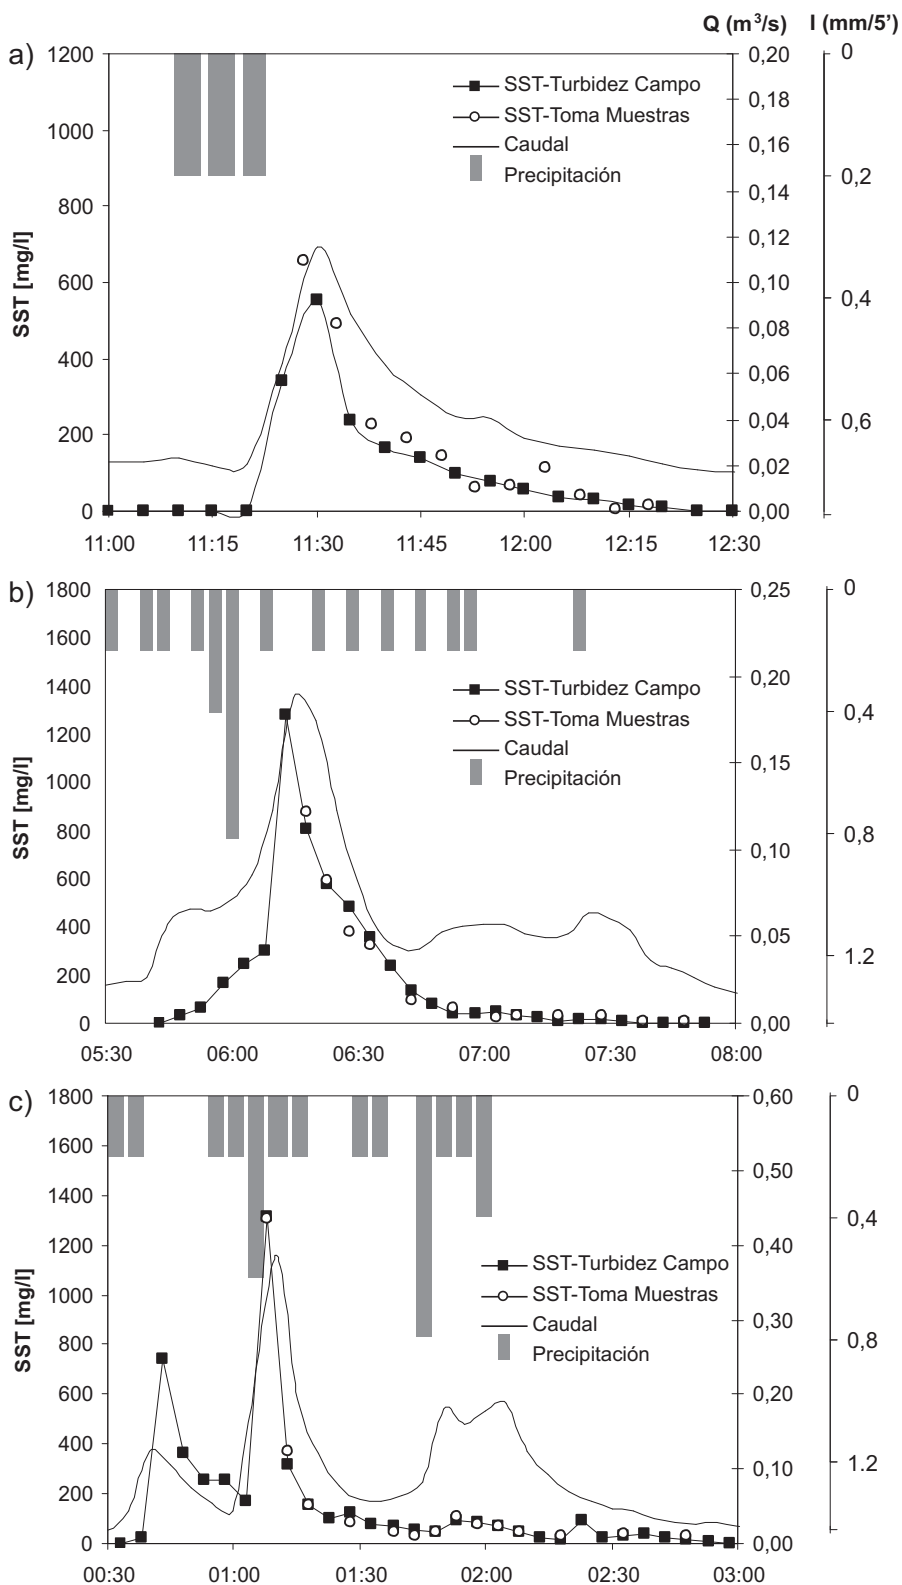 Q (m³/s) I (mm/5')
a) 1200 0,20 0
SST-Turbidez Campo
0,18
SST-Toma Muestras
1000 0,16
Caudal
Precipitación
0,2
800 0,14
0,12
600 0,10
0,4
SST [mg/l]
400 0,08
0,06
200 0,04
0,6
0,02
0 0,00
11:00 11:15 11:30 11:45 12:00 12:15 12:30
b) 1800 0,25 0
1600
SST-Turbidez Campo
1400 0,20
0,4
SST-Toma Muestras
1200
Caudal
0,15
Precipitación
1000
SST [mg/l]
800 0,10
0,8
600
400 0,05
1.2
200
0 0,00
05:30 06:00 06:30 07:00 07:30 08:00
c) 1800 0,60 0
1600 0,50
1400
0,4
1200 0,40
SST-Turbidez Campo
SST-Toma Muestras
1000
Caudal
0,30
Precipitación
SST [mg/l]
800 0,8
600 0,20
400
1.2
0,10
200
0 0,00
00:30 01:00 01:30 02:00 02:30 03:00